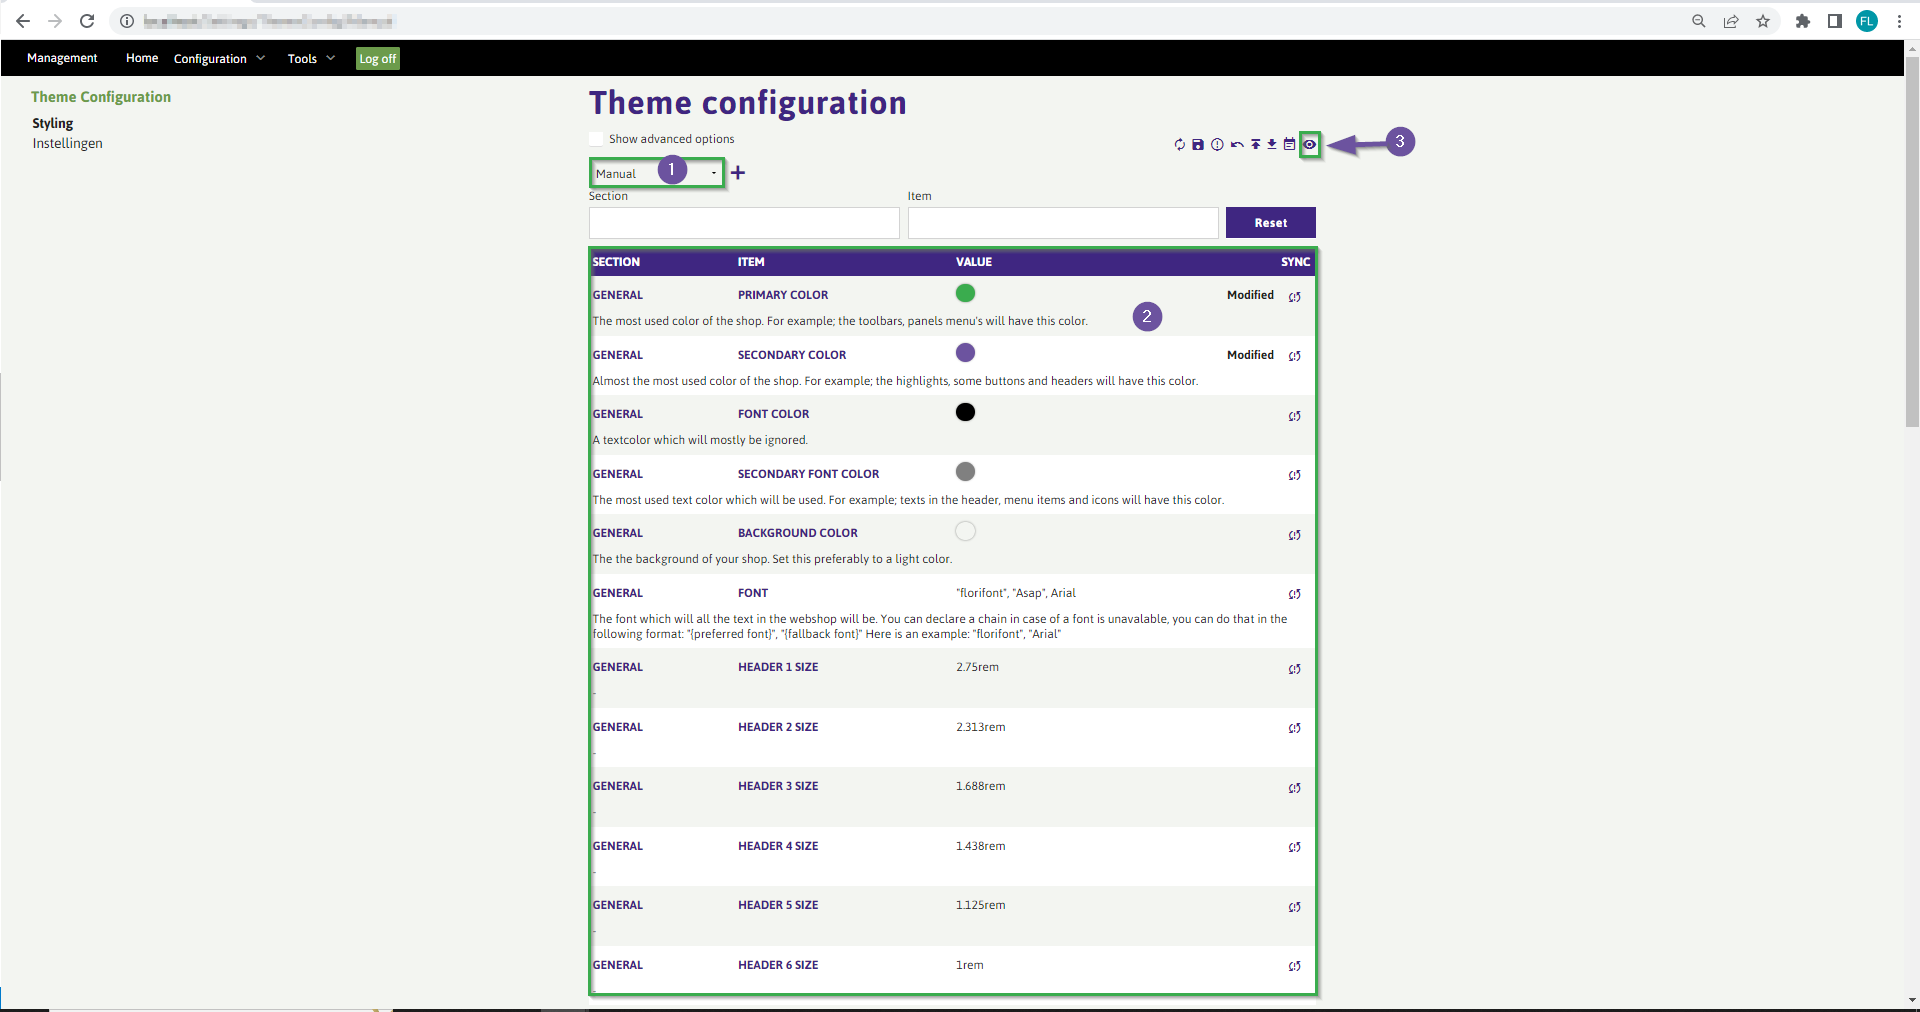 FL
Management Home Configuration Tools Log off
Theme Configuration
Styling
Instellingen
Theme configuration
Show advanced options
3
Manual 1
Section Item
Reset
SECTION ITEM VALUE SYNC
GENERAL PRIMARY COLOR Modified
The most used color of the shop. For example; the toolbars, panels menu's will have this color.
2
GENERAL SECONDARY COLOR Modified
Almost the most used color of the shop. For example; the highlights, some buttons and headers will have this color.
GENERAL FONT COLOR
A textcolor which will mostly be ignored.
GENERAL SECONDARY FONT COLOR
The most used text color which will be used. For example; texts in the header, menu items and icons will have this color.
GENERAL BACKGROUND COLOR
The the background of your shop. Set this preferably to a light color.
GENERAL FONT "florifont", "Asap", Arial
The font which will all the text in the webshop will be. You can declare a chain in case of a font is unavalable, you can do that in the
following format: "{preferred font}", "{fallback font}" Here is an example: "florifont", "Arial"
GENERAL HEADER 1 SIZE 2.75rem
-
GENERAL HEADER 2 SIZE 2.313rem
-
GENERAL HEADER 3 SIZE 1.688rem
-
GENERAL HEADER 4 SIZE 1.438rem
-
GENERAL HEADER 5 SIZE 1.125rem
-
GENERAL HEADER 6 SIZE 1rem
-